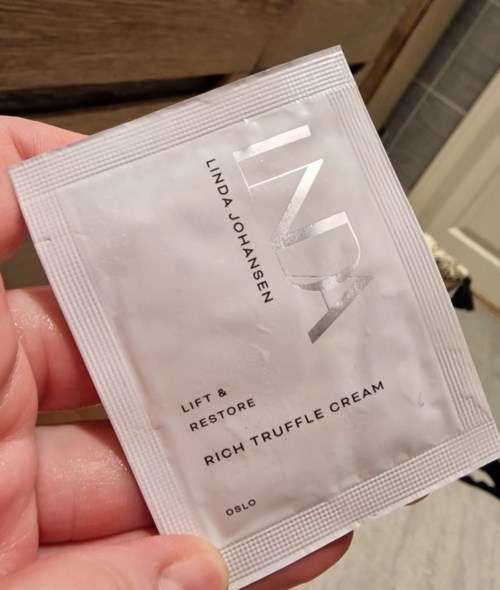 LINDA
LINDA JOHANSEN
LIFT &
RESTORE
RICH TRUFFLE CREAM
OSLO